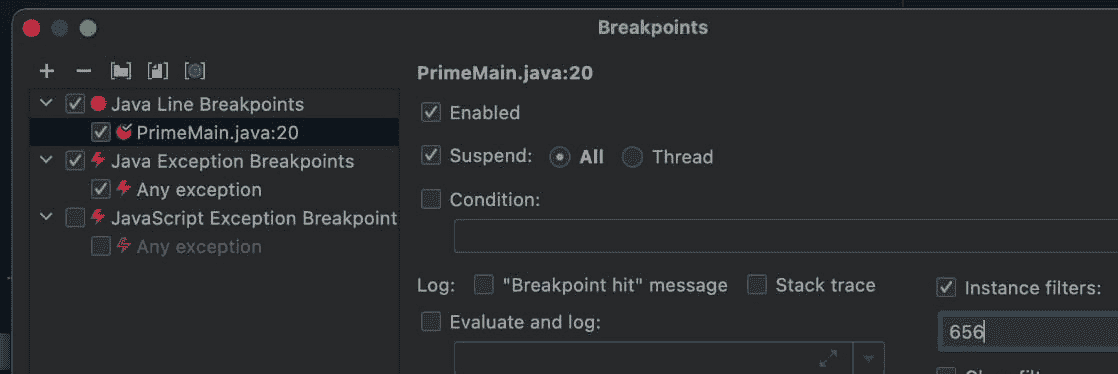 Breakpoints
Java Line Breakpoints
PrimeMain.java:20
Java Exception Breakpoints
Any exception
JavaScript Exception Breakpoint
Any exception
PrimeMain.java:20
Enabled
Suspend: All Thread
Condition:
Log: "Breakpoint hit" message Stack trace
Instance filters:
Evaluate and log:
656